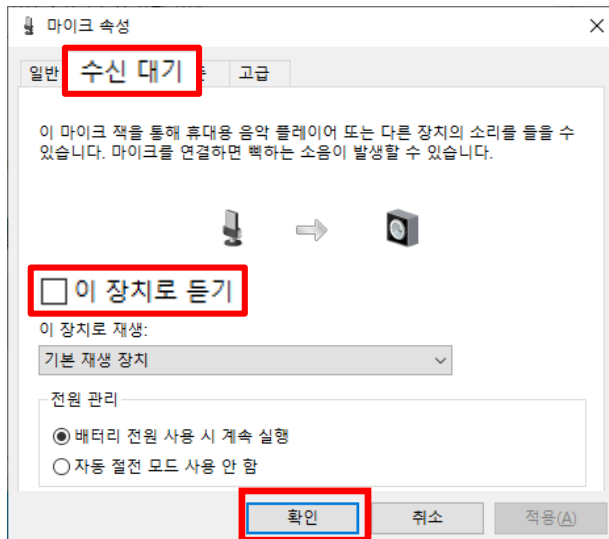 마이크 속성
일반 수신 대기 고급
이 마이크 잭을 통해 휴대용 음악 플레이어 또는 다른 장치의 소리를 들을 수
있습니다. 마이크를 연결하면 삑하는 소음이 발생할 수 있습니다.
이 장치로 듣기
이 장치로 재생:
기본 재생 장치
전원 관리
배터리 전원 사용 시 계속 실행
자동 절전 모드 사용 안 함
확인 취소 적용(A)